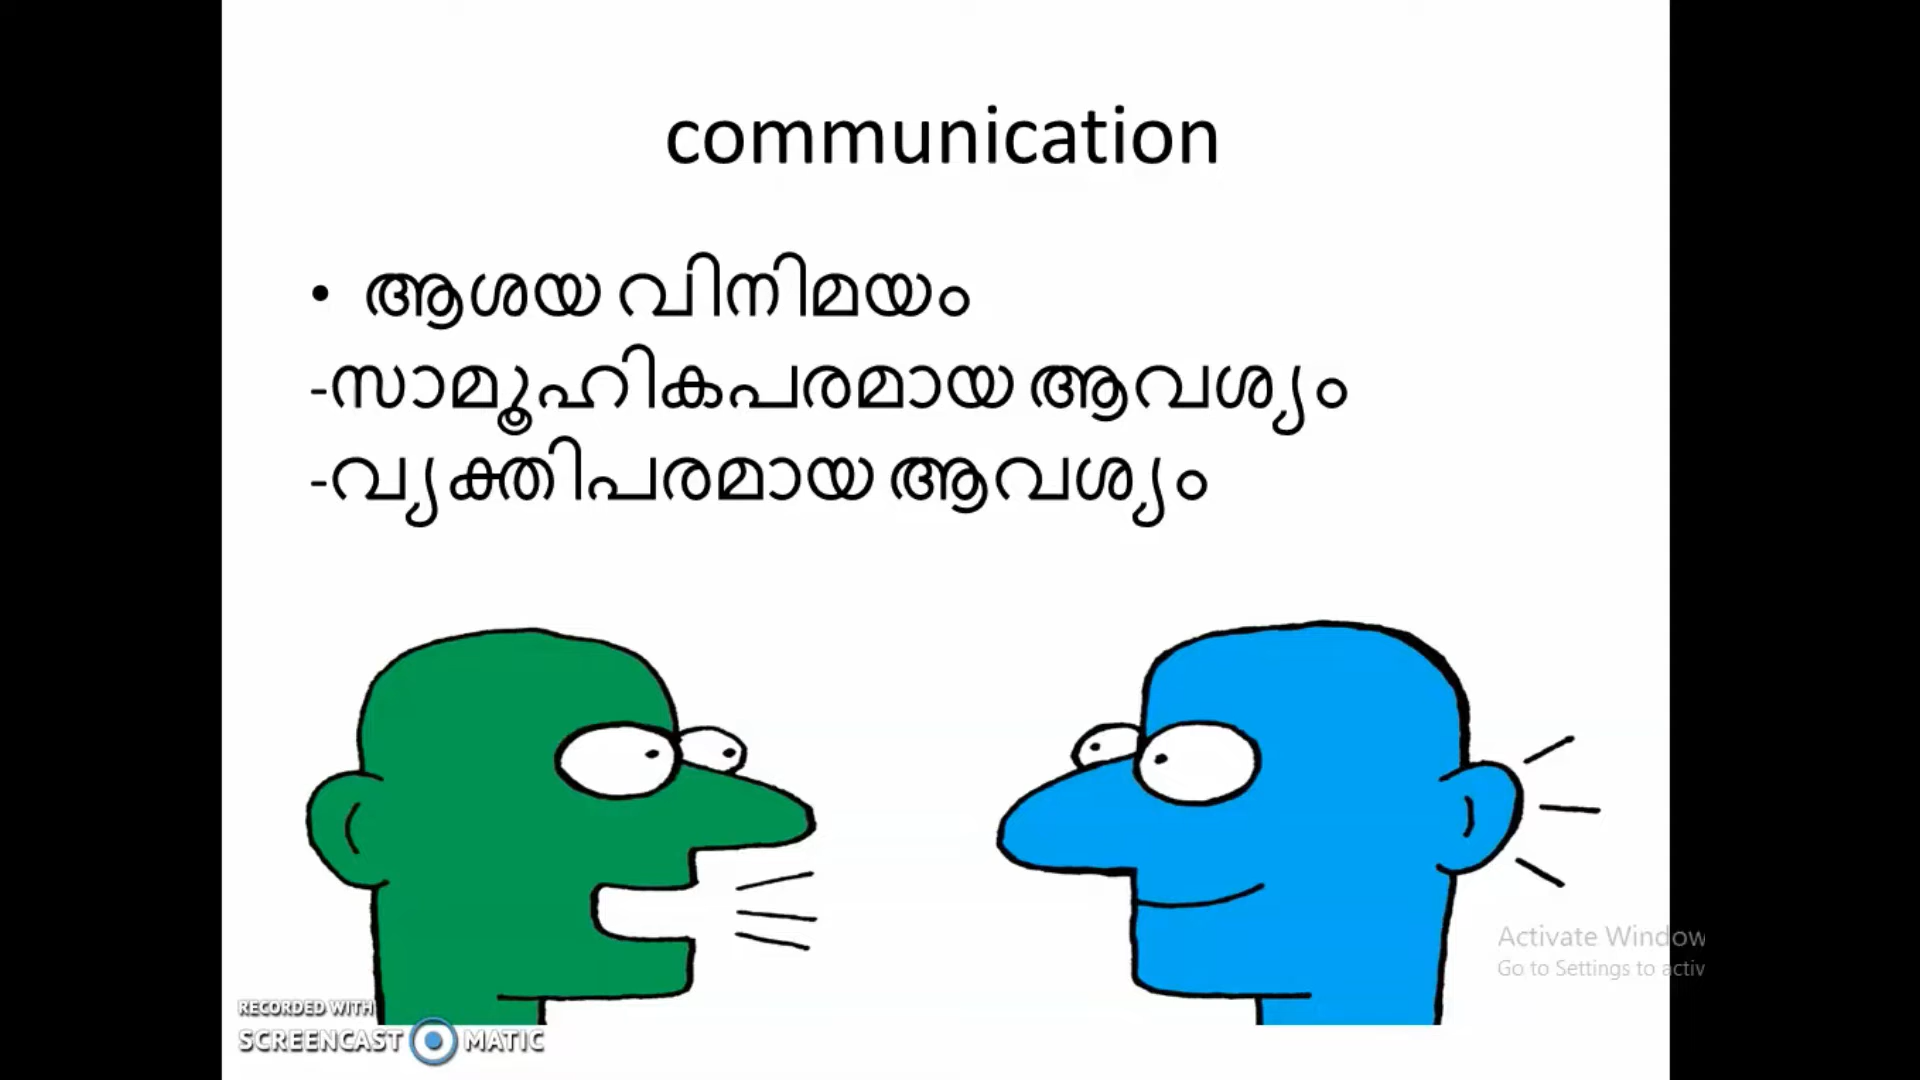 communication
• ആശയ വിനിമയം
-സാമൂഹികപരമായ ആവശ്യം
-വ്യക്തിപരമായ ആവശ്യം
Activate Window
Go to Settings to activ
RECORDED WITH
SCREENCAST MATIC